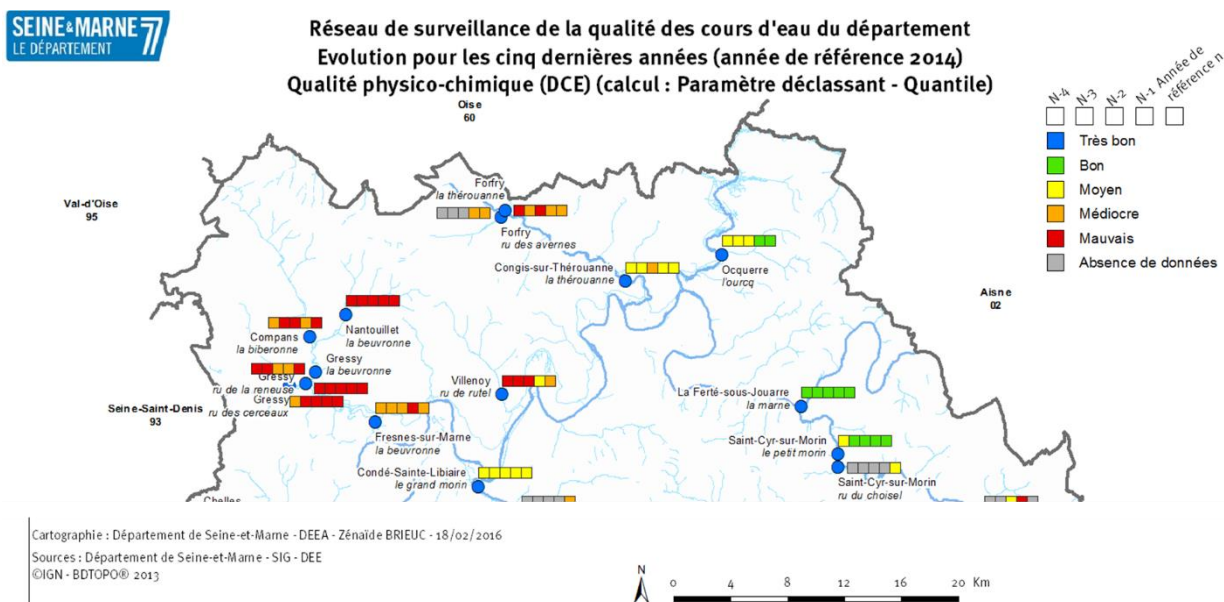 SEINE&MARNE 77
LE DÉPARTEMENT
Réseau de surveillance de la qualité des cours d'eau du département
Evolution pour les cinq dernières années (année de référence 2014)
Qualité physico-chimique (DCE) (calcul : Paramètre déclassant - Quantile)
N-4
N-3
N-2
N-1
Année de
référence n
Très bon
Bon
Moyen
Médiocre
Mauvais
Absence de données
Oise
60
Val-d'Oise
95
Aisne
02
Seine-Saint-Denis
93
Forfry
la thérouanne
Forfry
ru des avernes
Congis-sur-Thérouanne
la thérouanne
Ocquerre
l'ourcq
Nantouillet
la beuvronne
Compans
la biberonne
Gressy
la beuvronne
Gressy
ru de la reneuse
Gressy
ru des cerceaux
Villenoy
ru de rutel
Fresnes-sur-Marne
la beuvronne
La Ferté-sous-Jouarre
la marne
Saint-Cyr-sur-Morin
le petit morin
Saint-Cyr-sur-Morin
ru du choisel
Condé-Sainte-Libiaire
le grand morin
Chelles
Cartographie : Département de Seine-et-Marne - DEEA - Zénaïde BRIEUC - 18/02/2016
Sources : Département de Seine-et-Marne - SIG - DEE
©IGN - BDTOPO® 2013
N
0 4 8 12 16 20 Km